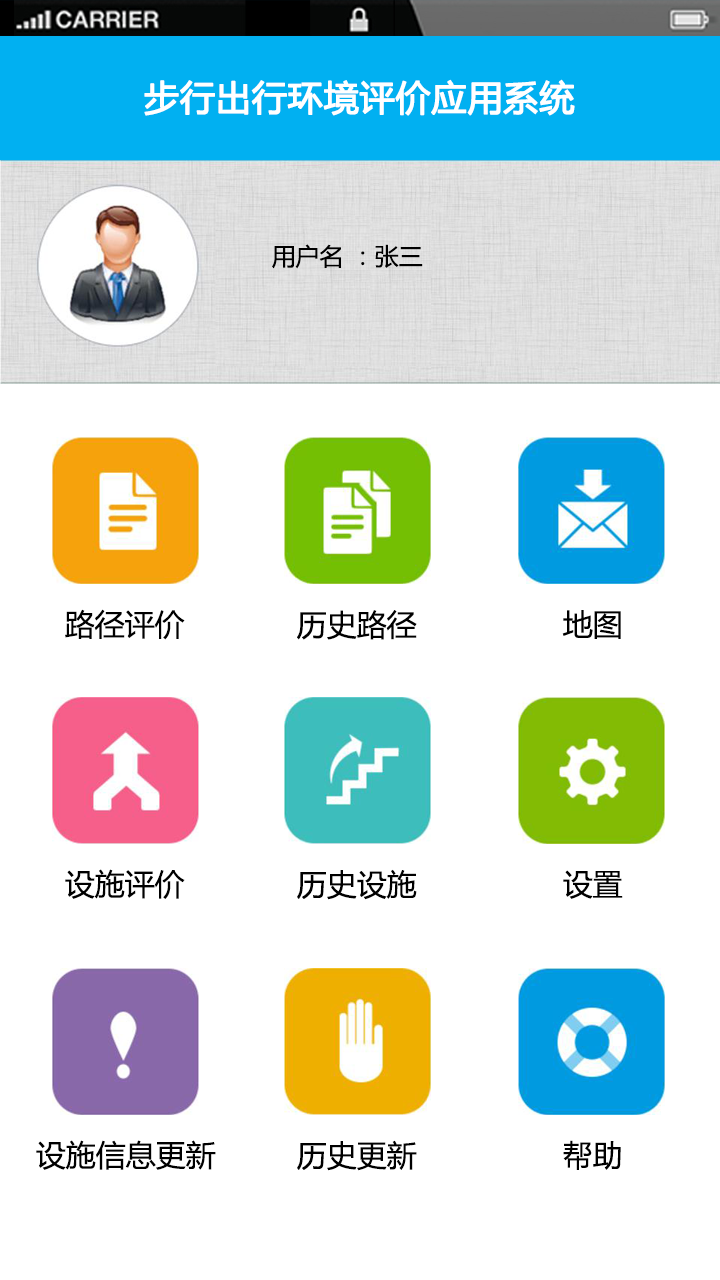 CARRIER
步行出行环境评价应用系统
用户名 ：张三
路径评价
历史路径
地图
设施评价
历史设施
设置
设施信息更新
历史更新
帮助